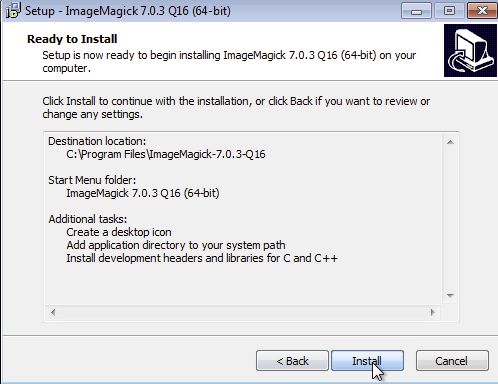 Setup - ImageMagick 7.0.3 Q16 (64-bit)
Ready to Install
Setup is now ready to begin installing ImageMagick 7.0.3 Q16 (64-bit) on your
computer.
Click Install to continue with the installation, or click Back if you want to review or
change any settings.
Destination location:
C:\Program Files\ImageMagick-7.0.3-Q16
Start Menu folder:
ImageMagick 7.0.3 Q16 (64-bit)
Additional tasks:
Create a desktop icon
Add application directory to your system path
Install development headers and libraries for C and C++
< Back
Install
Cancel